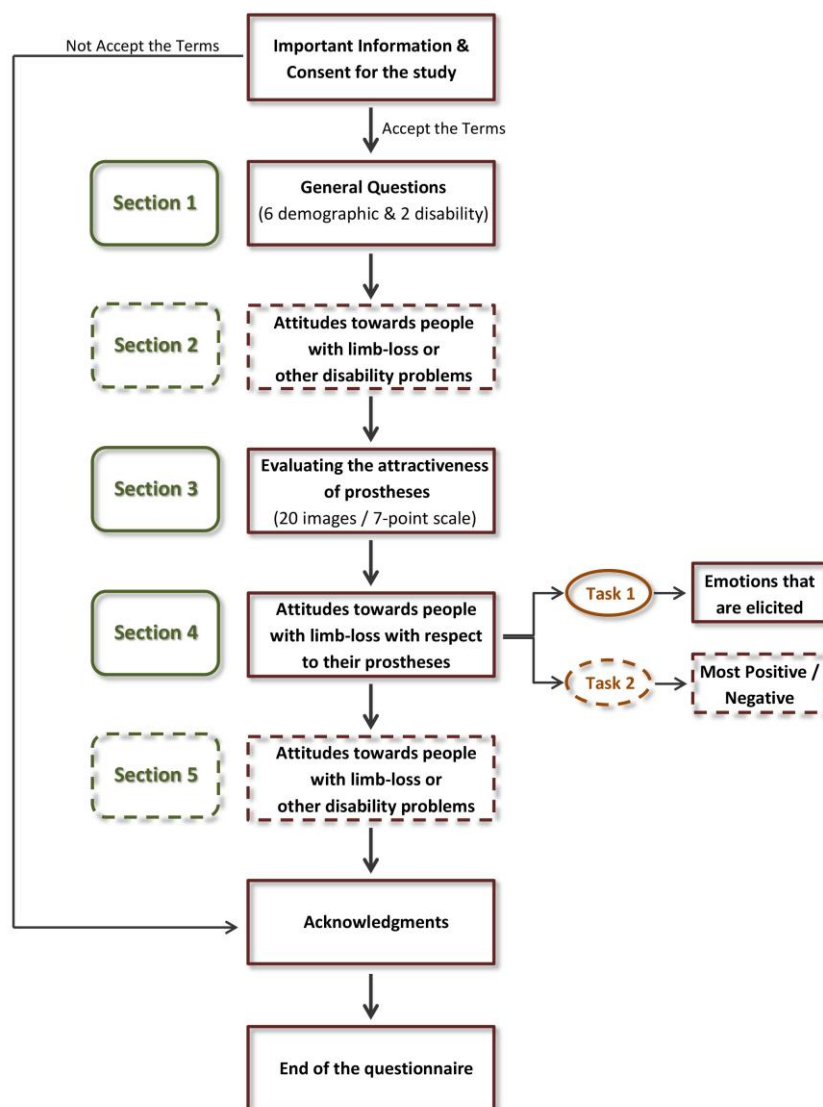 Not Accept the Terms
Important Information &
Consent for the study
Accept the Terms
Section 1
General Questions
(6 demographic & 2 disability)
Section 2
Attitudes towards people
with limb-loss or
other disability problems
Section 3
Evaluating the attractiveness
of prostheses
(20 images / 7-point scale)
Section 4
Attitudes towards people
with limb-loss with respect
to their prostheses
Task 1
Emotions that
are elicited
Task 2
Most Positive /
Negative
Section 5
Attitudes towards people
with limb-loss or
other disability problems
Acknowledgments
End of the questionnaire